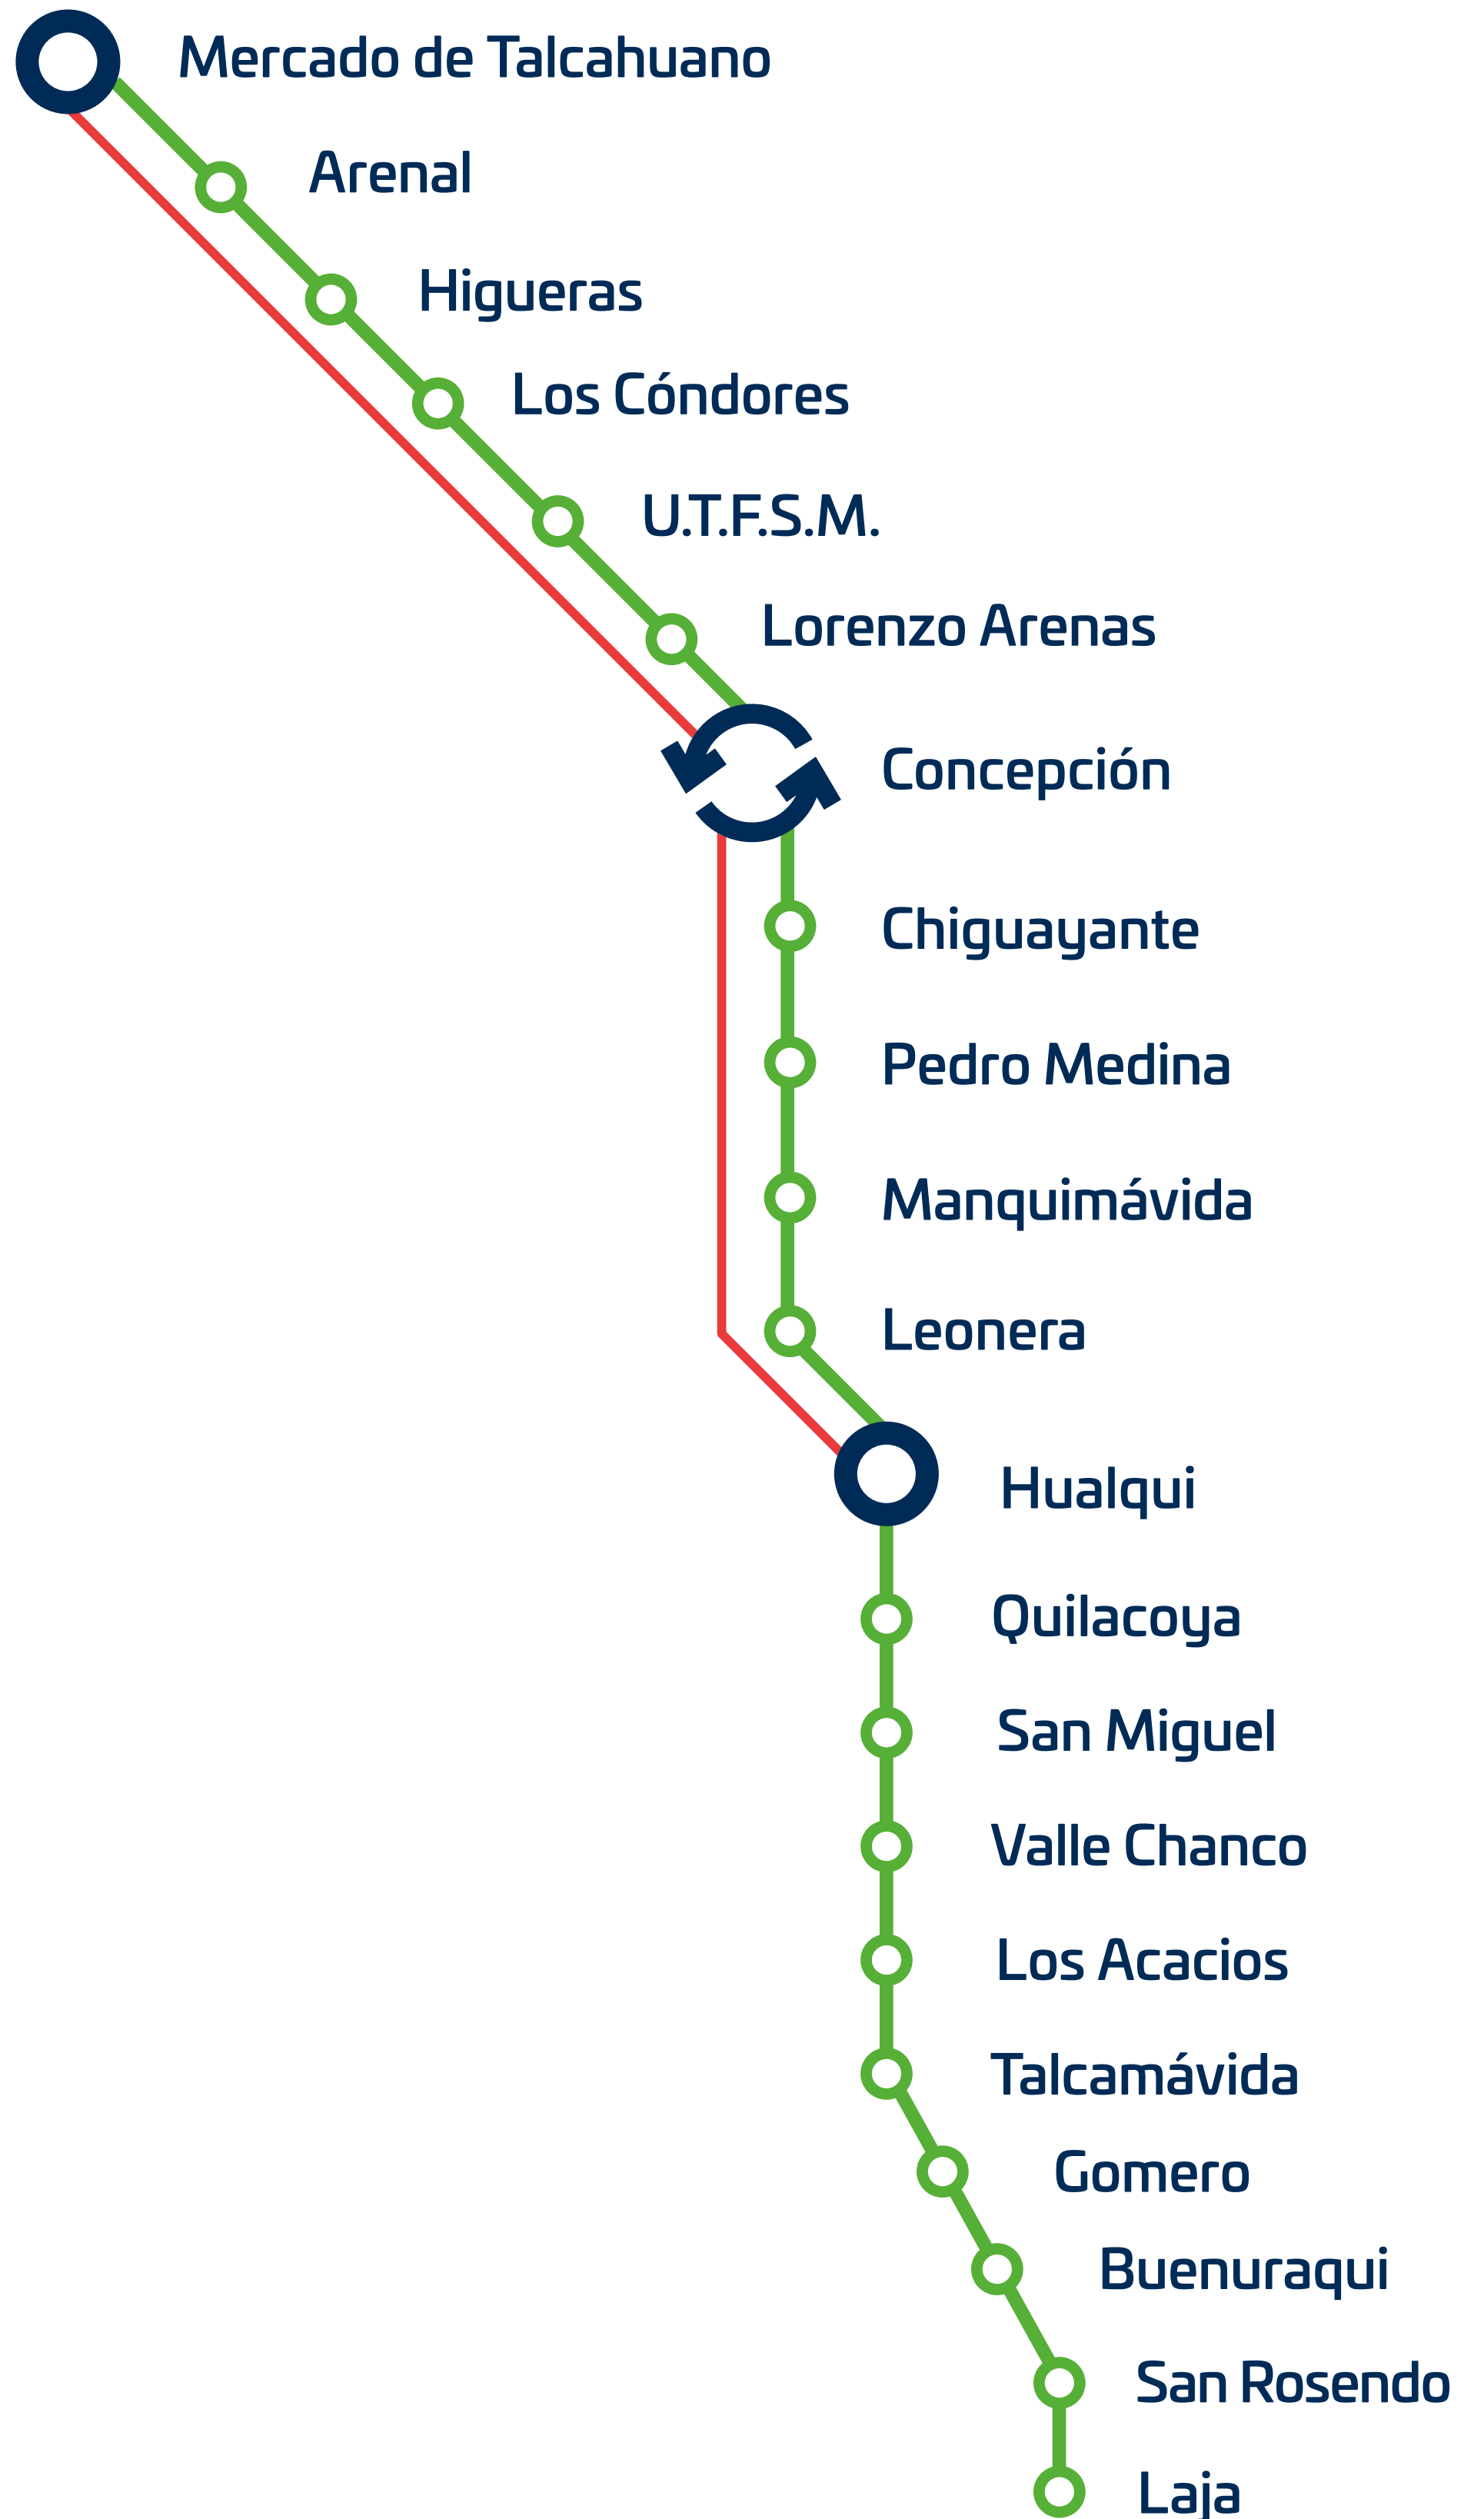 Mercado de Talcahuano
Arenal
Higueras
Los Cóndores
U.T.F.S.M.
Lorenzo Arenas
Concepción
Chiguayante
Pedro Medina
Manquimávida
Leonera
Hualqui
Quilacoya
San Miguel
Valle Chanco
Los Acacios
Talcamávida
Gomero
Buenuraqui
San Rosendo
Laja